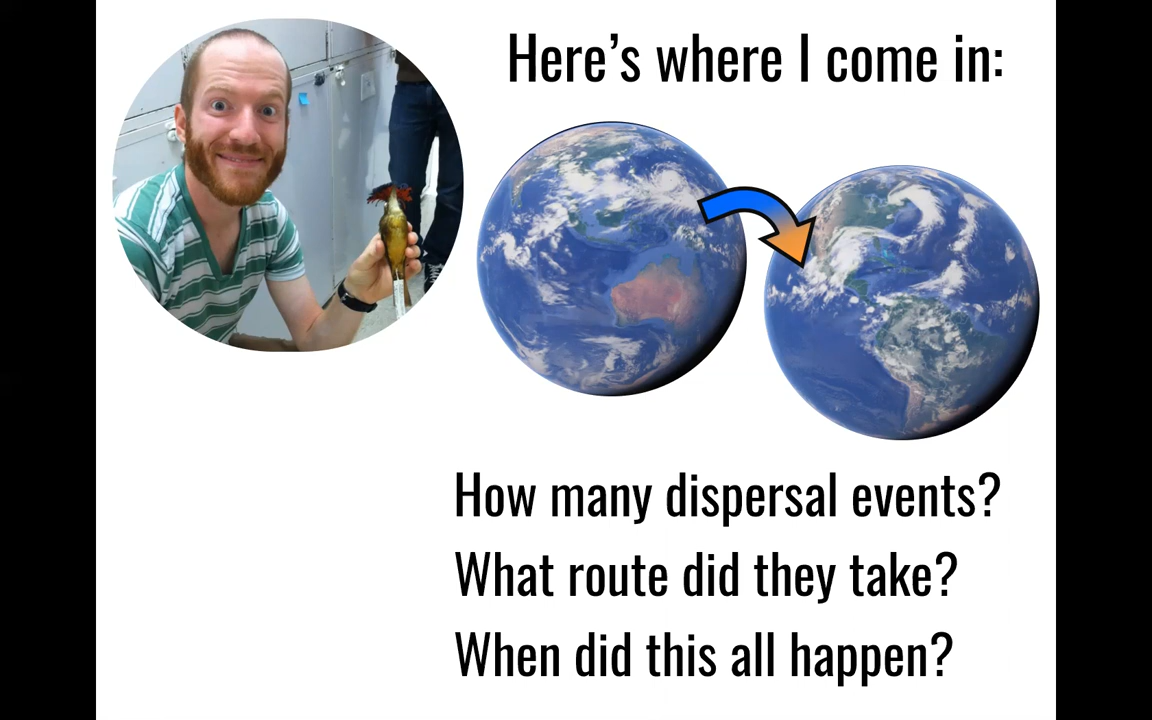 Here’s where I come in:
How many dispersal events?
What route did they take?
When did this all happen?